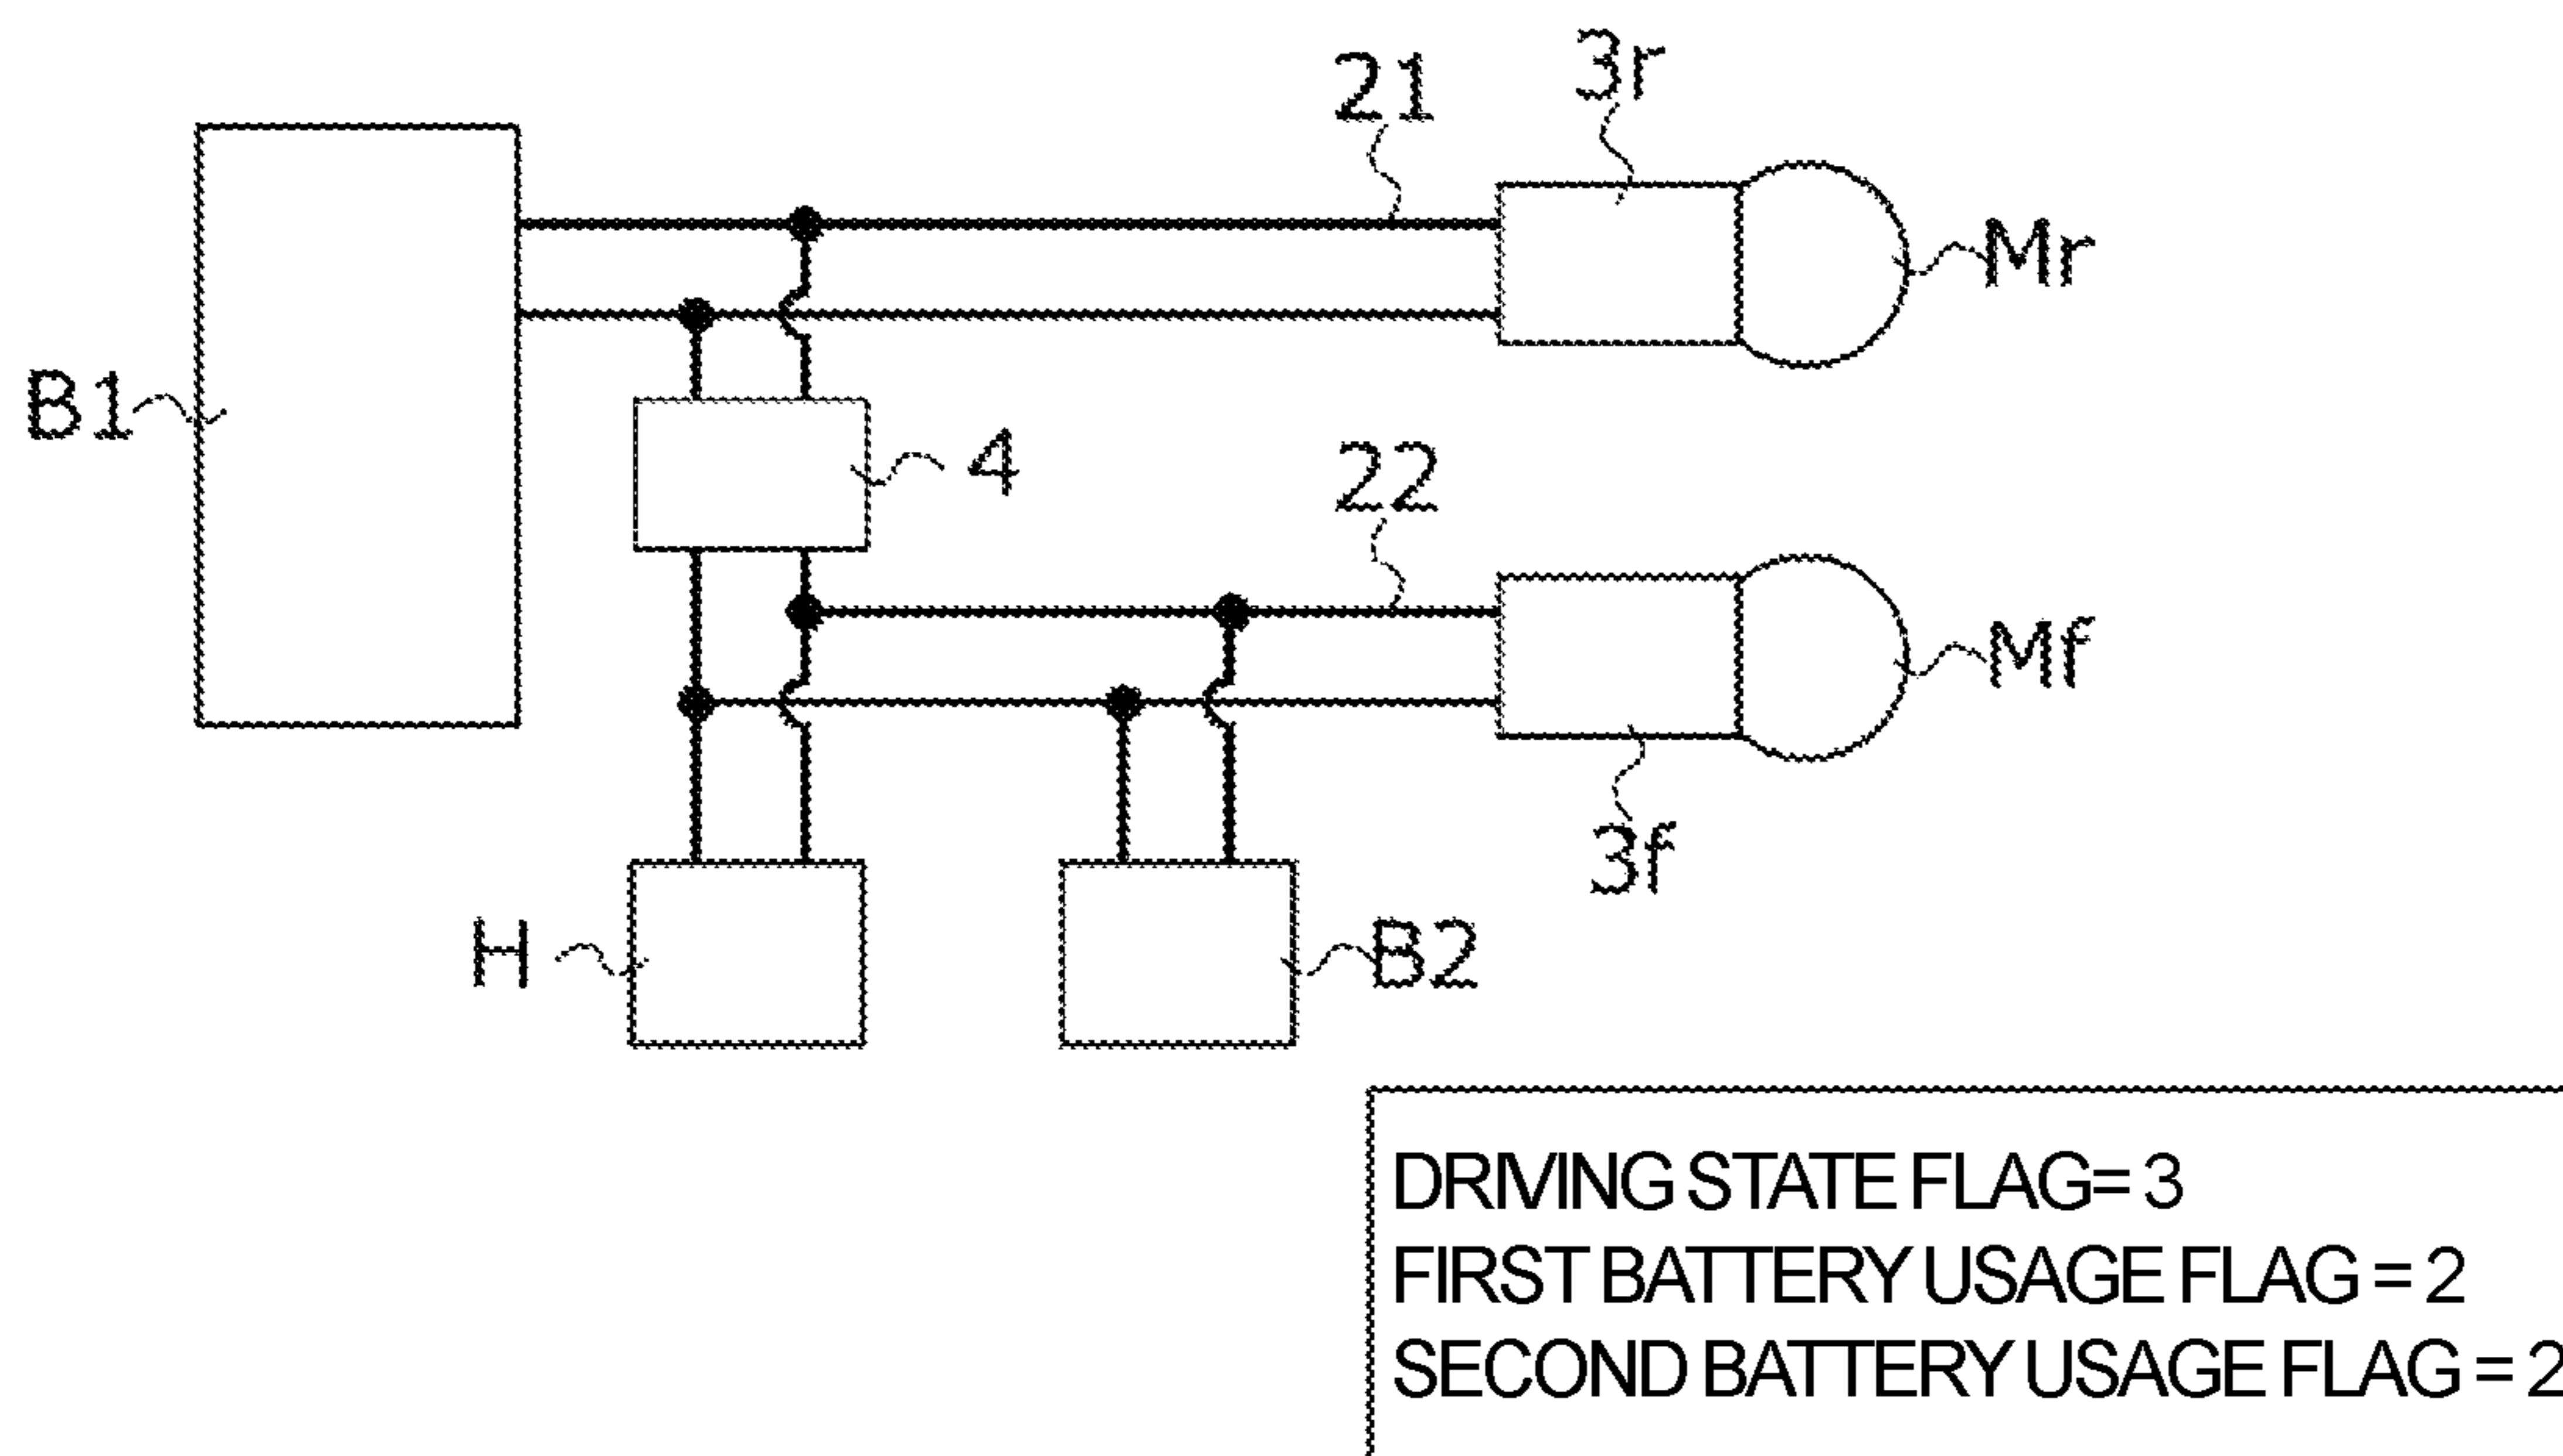 21
3r
Mr
B1
4
22
Mf
3f
H
B2
DRIVING STATE FLAG= 3
FIRST BATTERY USAGE FLAG = 2
SECOND BATTERY USAGE FLAG = 2